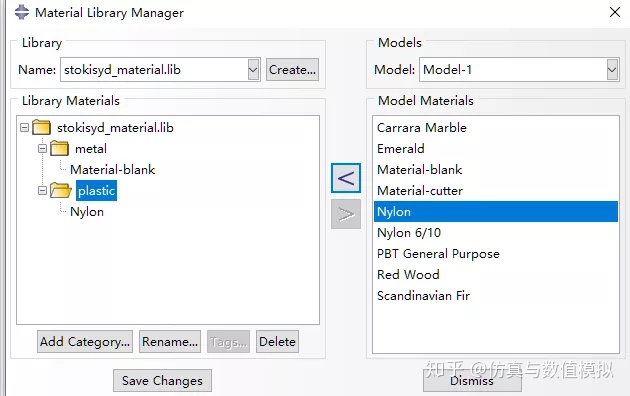 Material Library Manager
Library
Name: stokisyd_material.lib Create...
Models
Model: Model-1
Library Materials
stokisyd_material.lib
metal
Material-blank
plastic
Nylon
Add Category... Rename... Tags... Delete
<
>
Model Materials
Carrara Marble
Emerald
Material-blank
Material-cutter
Nylon
Nylon 6/10
PBT General Purpose
Red Wood
Scandinavian Fir
Save Changes
Dismiss
知乎 @仿真与数值模拟